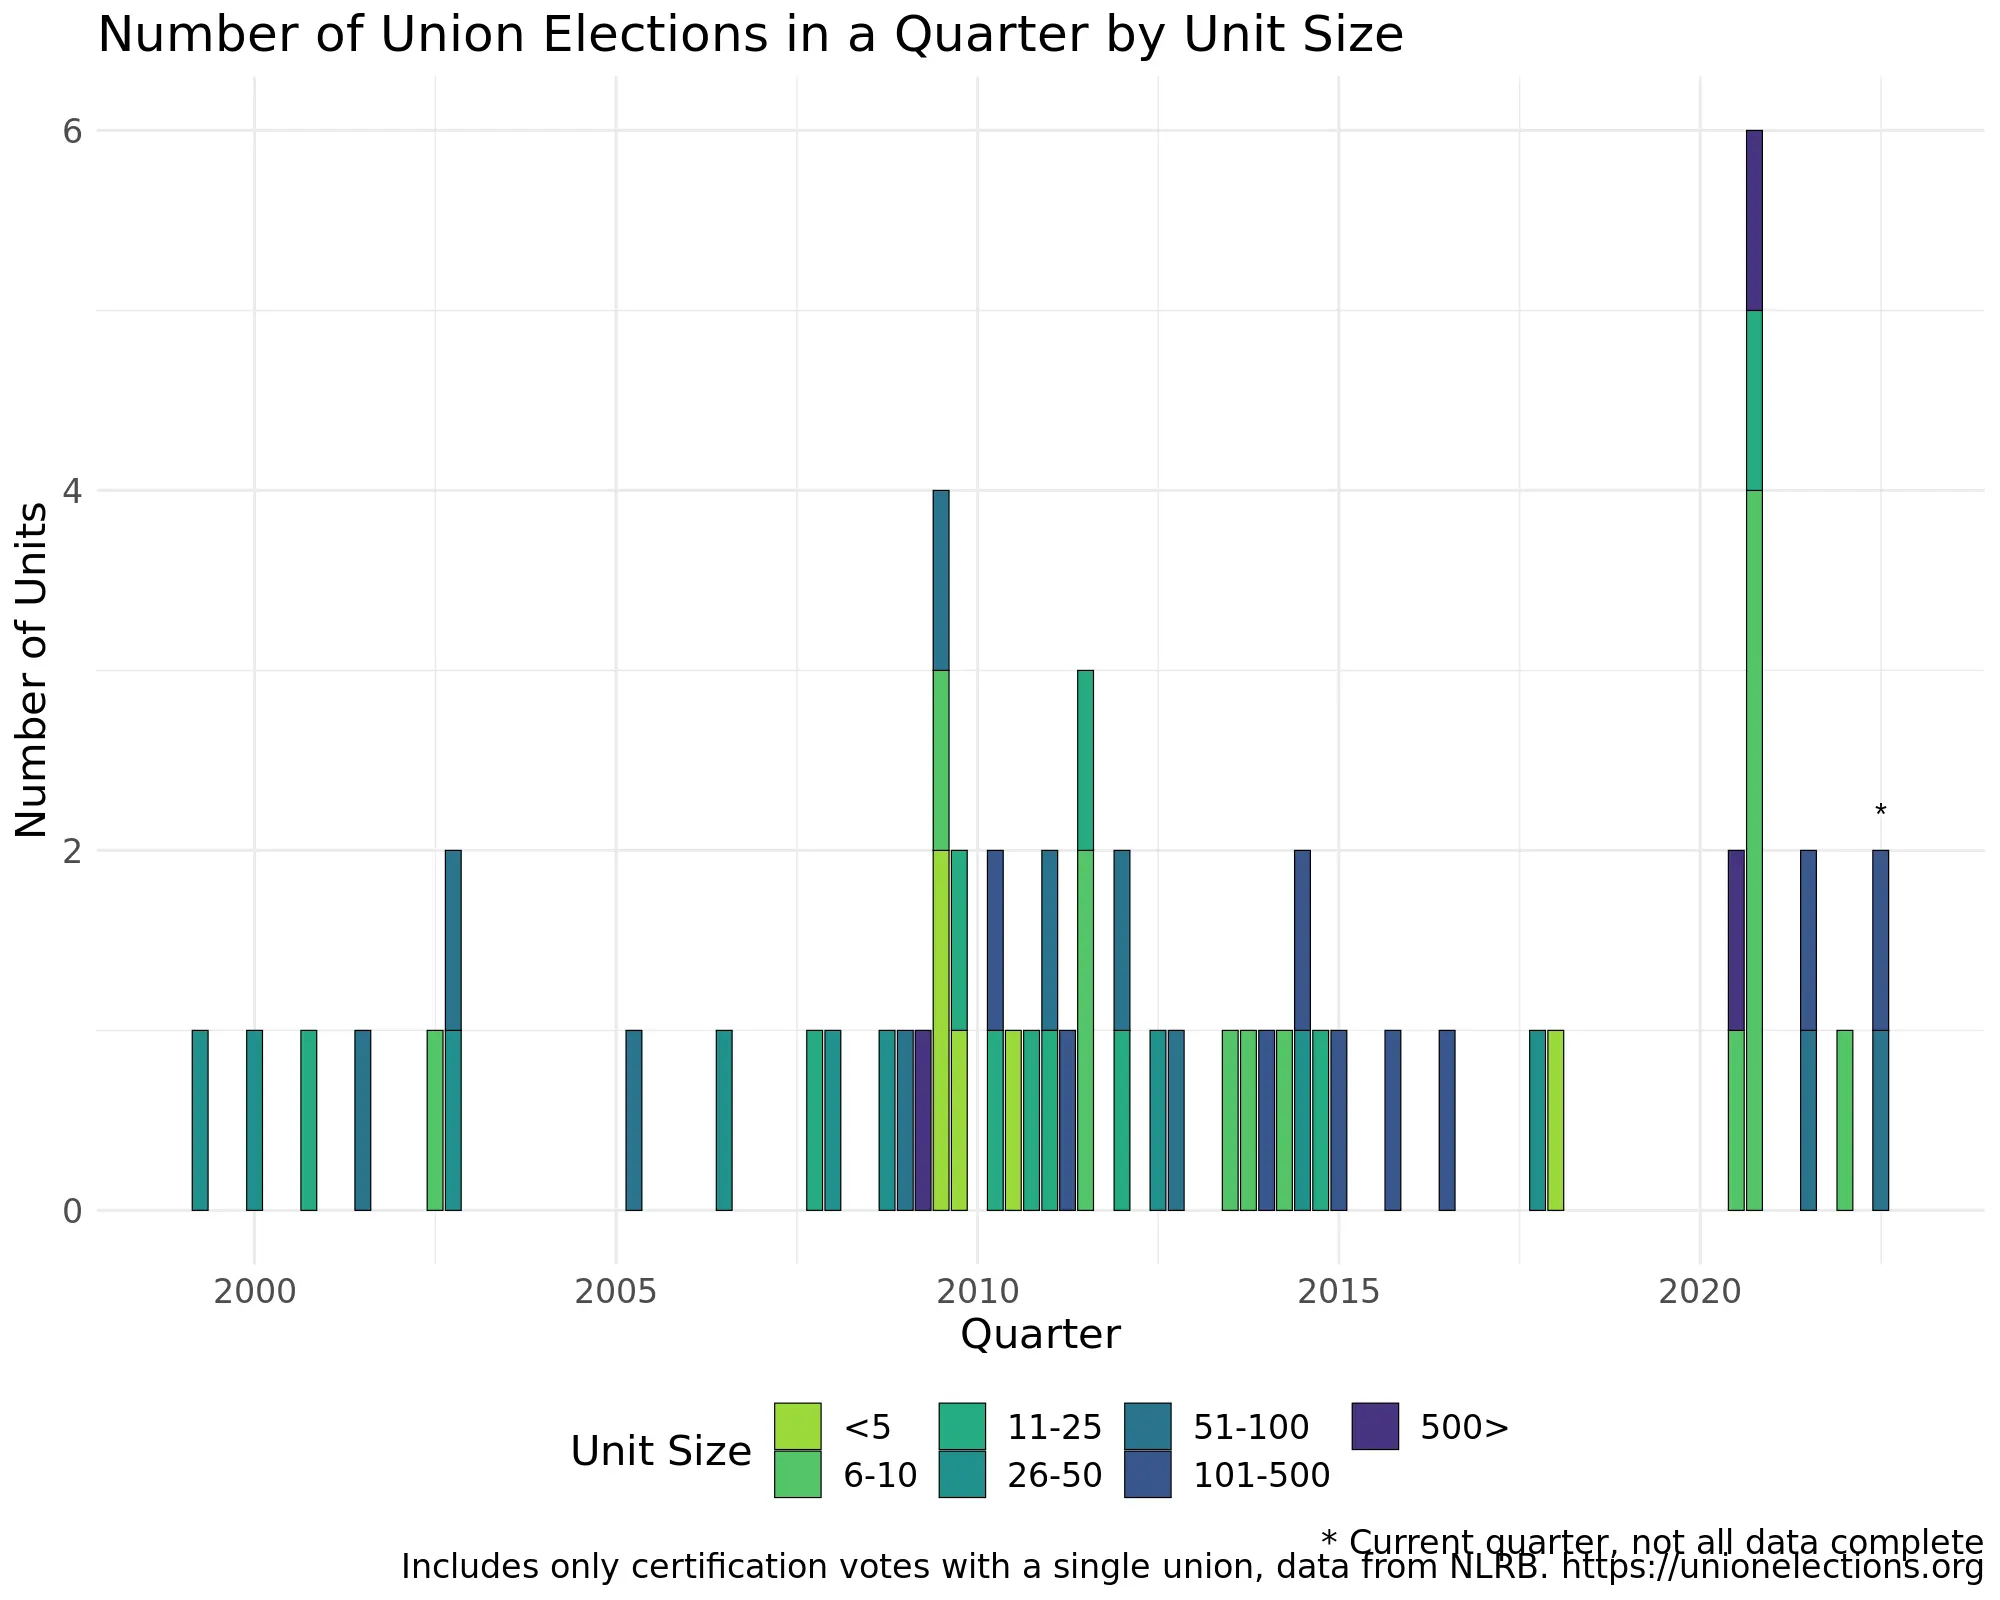 Number of Union Elections in a Quarter by Unit Size
Number of Units
6
4
2
0
*
2000 2005 2010 2015 2020
Quarter
Unit Size
<5 11-25 51-100 500>
6-10 26-50 101-500
* Current quarter, not all data complete
Includes only certification votes with a single union, data from NLRB. https://unionelections.org